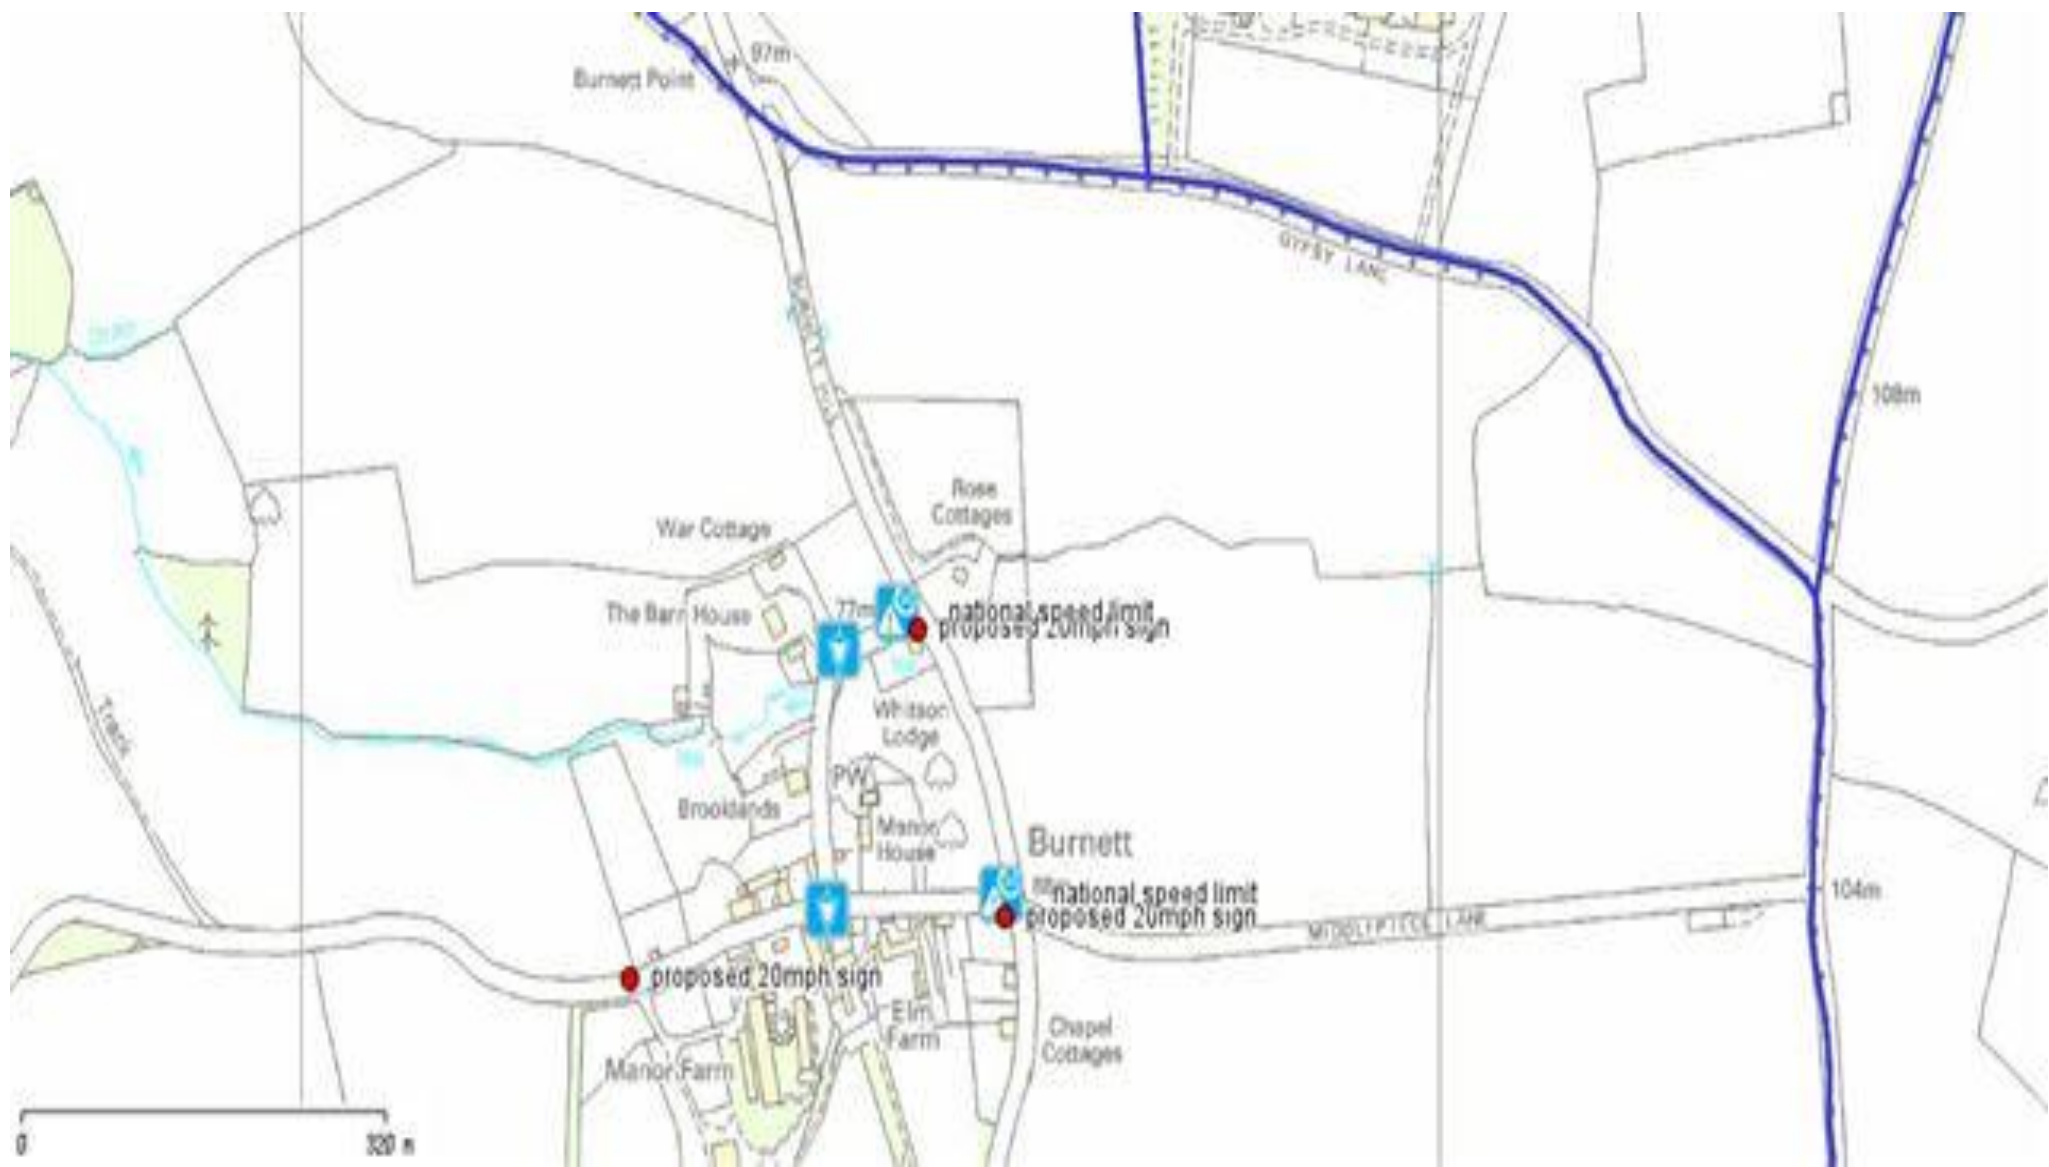 97m
Burnett Point
GYPSY LANE
108m
Rose
Cottages
War Cottage
The Barn House
77m
national speed limit
proposed 20mph sign
Track
Whitson
Lodge
PW
Brooklands
Manor
House
Burnett
national speed limit
104m
proposed 20mph sign
MIDDLEPIECE LANE
proposed 20mph sign
Elm
Farm
Chapel
Cottages
Manor Farm
0
320 m